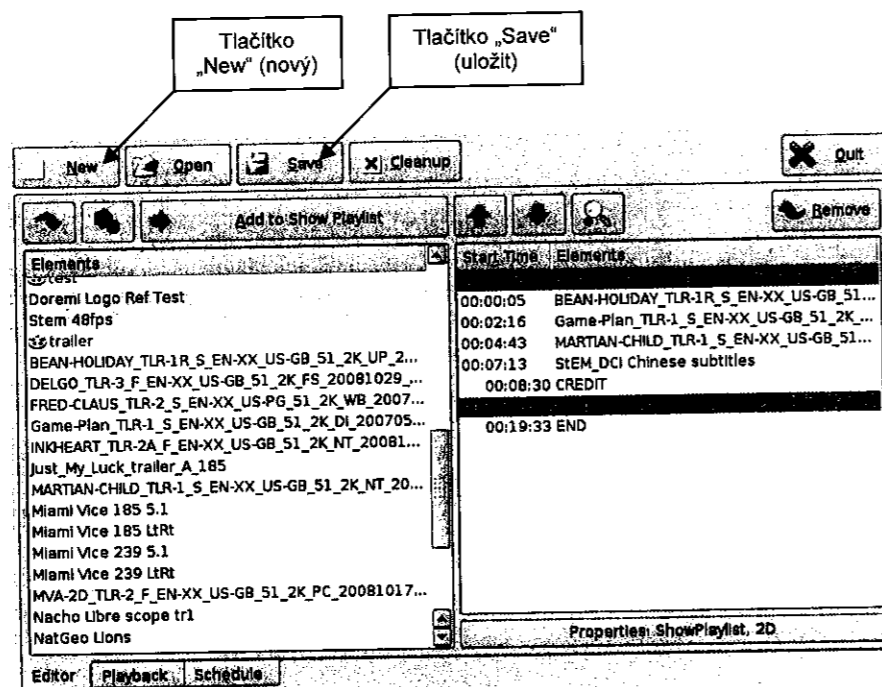 Tlačítko
„New“ (nový)
Tlačítko „Save“
(uložit)
New Open Save Cleanup Quit
Add to Show Playlist Remove
Elements
test
Doremi Logo Ref Test
Stem 48fps
trailer
BEAN-HOLIDAY_TLR-1R_S_EN-XX_US-GB_51_2K_UP_2...
DELGO_TLR-3_F_EN-XX_US-GB_51_2K_FS_20081029_...
FRED-CLAUS_TLR-2_S_EN-XX_US-PG_51_2K_WB_2007...
Game-Plan_TLR-1_S_EN-XX_US-GB_51_2K_DI_200705...
INKHEART_TLR-2A_F_EN-XX_US-GB_51_2K_NT_20081...
Just_My_Luck_trailer_A_185
MARTIAN-CHILD_TLR-1_S_EN-XX_US-GB_51_2K_NT_20...
Miami Vice 185 5.1
Miami Vice 185 LtRt
Miami Vice 239 5.1
Miami Vice 239 LtRt
MVA-2D_TLR-2_F_EN-XX_US-GB_51_2K_PC_20081017...
Nacho Libre scope tr1
NatGeo Lions
Start Time Elements
00:00:05 BEAN-HOLIDAY_TLR-1R_S_EN-XX_US-GB_51...
00:02:16 Game-Plan_TLR-1_S_EN-XX_US-GB_51_2K_...
00:04:43 MARTIAN-CHILD_TLR-1_S_EN-XX_US-GB_51...
00:07:13 StEM_DCI Chinese subtitles
00:08:30 CREDIT
00:19:33 END
Properties: ShowPlaylist, 2D
Editor Playback Schedule